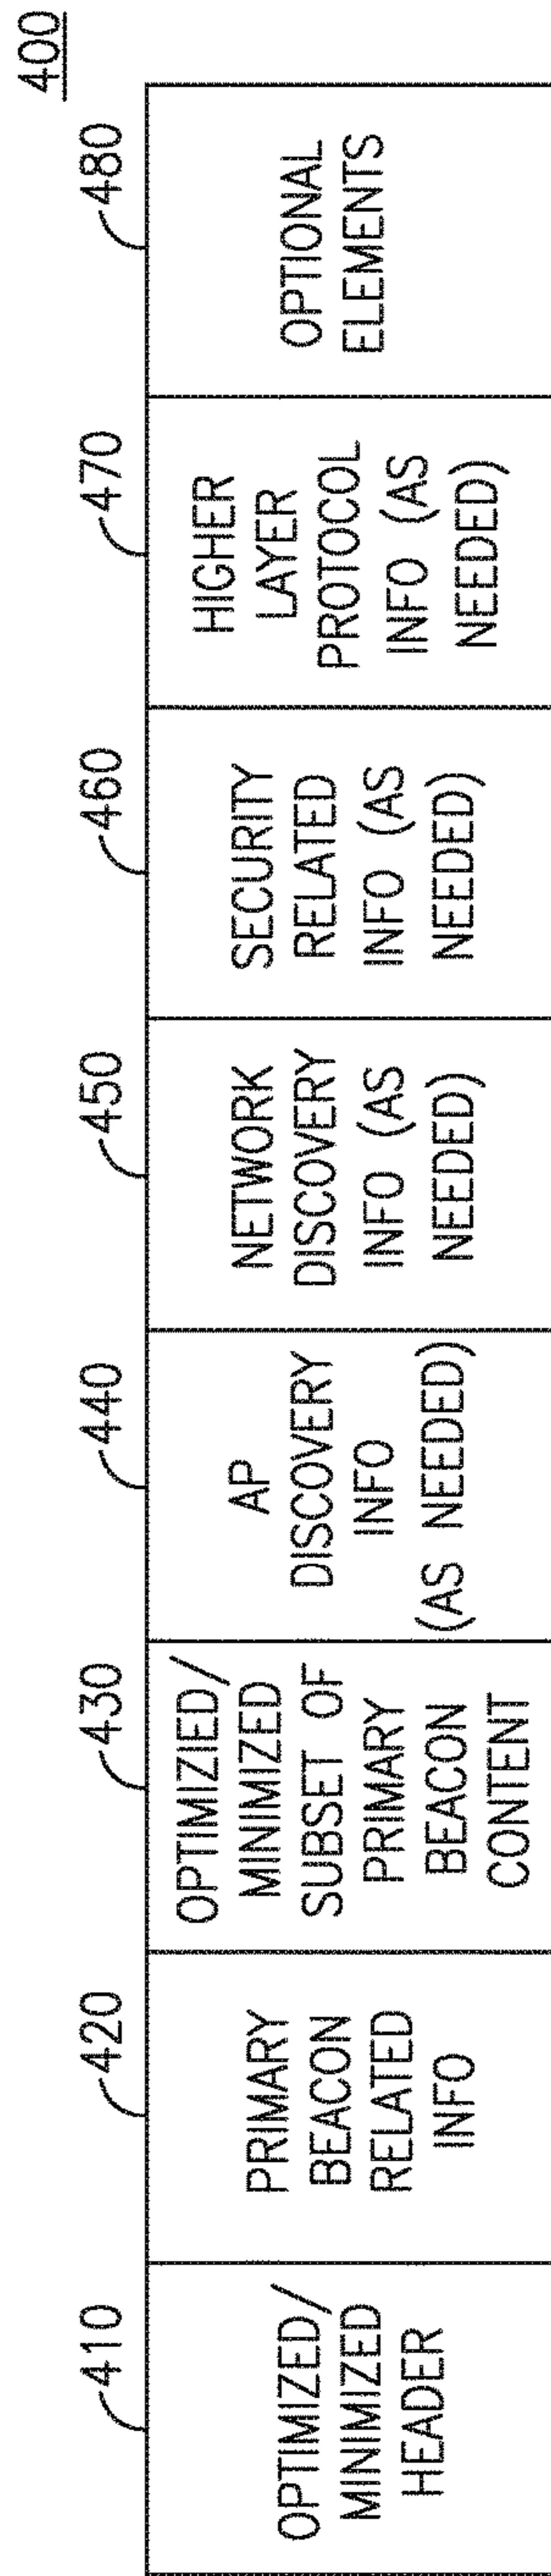 400
410
420
430
440
450
460
470
480
OPTIMIZED/
MINIMIZED
HEADER
PRIMARY
BEACON
RELATED
INFO
OPTIMIZIED/
MINIMIZED
SUBSET OF
PRIMARY
BEACON
CONTENT
AP
DISCOVERY
INFO
(AS NEEDED)
NETWORK
DISCOVERY
INFO (AS
NEEDED)
SECURITY
RELATED
INFO (AS
NEEDED)
HIGHER
LAYER
PROTOCOL
INFO (AS
NEEDED)
OPTIONAL
ELEMENTS